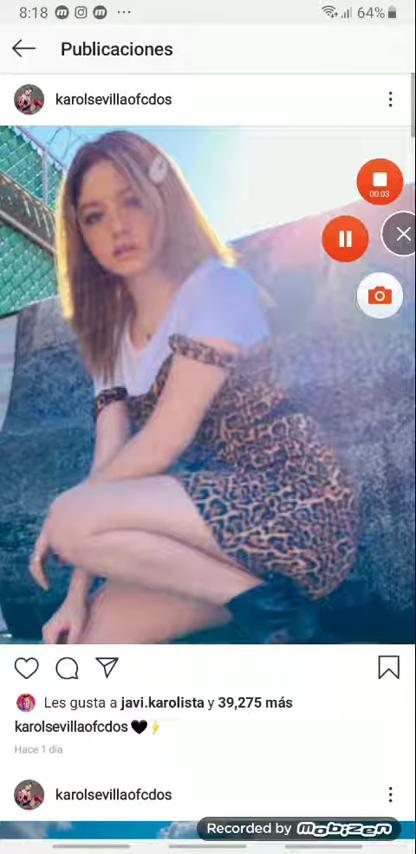 8:18 64%
Publicaciones
karolsevillaofcdos
00:03
Les gusta a javi.karolista y 39,275 más
karolsevillaofcdos🖤⚡
Hace 1 día
karolsevillaofcdos
Recorded by MOBIZEN